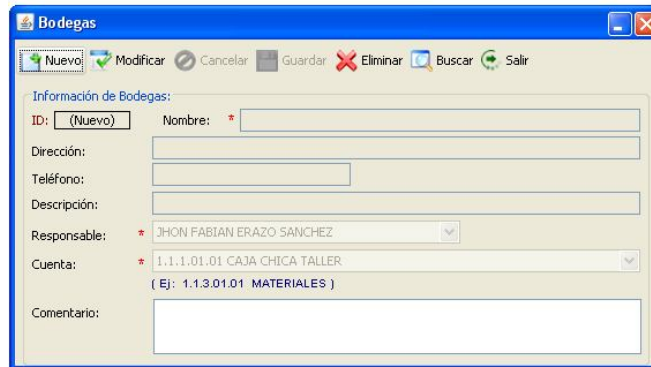 Bodegas
Nuevo Modificar Cancelar Guardar Eliminar Buscar Salir
Información de Bodegas:
ID: (Nuevo) Nombre: *
Dirección:
Teléfono:
Descripción:
Responsable: * JHON FABIAN ERAZO SANCHEZ
Cuenta: * 1.1.1.01.01 CAJA CHICA TALLER
( Ej: 1.1.3.01.01 MATERIALES )
Comentario: